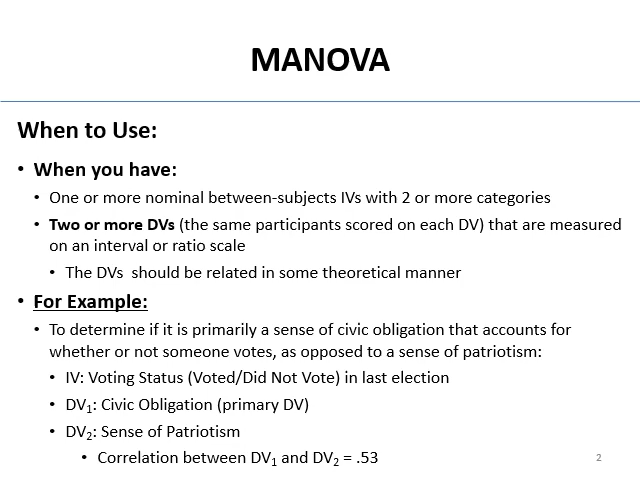 MANOVA
When to Use:
• When you have:
• One or more nominal between-subjects IVs with 2 or more categories
• Two or more DVs (the same participants scored on each DV) that are measured
on an interval or ratio scale
• The DVs  should be related in some theoretical manner
• For Example:
• To determine if it is primarily a sense of civic obligation that accounts for
whether or not someone votes, as opposed to a sense of patriotism:
• IV: Voting Status (Voted/Did Not Vote) in last election
• DV₁: Civic Obligation (primary DV)
• DV₂: Sense of Patriotism
• Correlation between DV₁ and DV₂ = .53
2